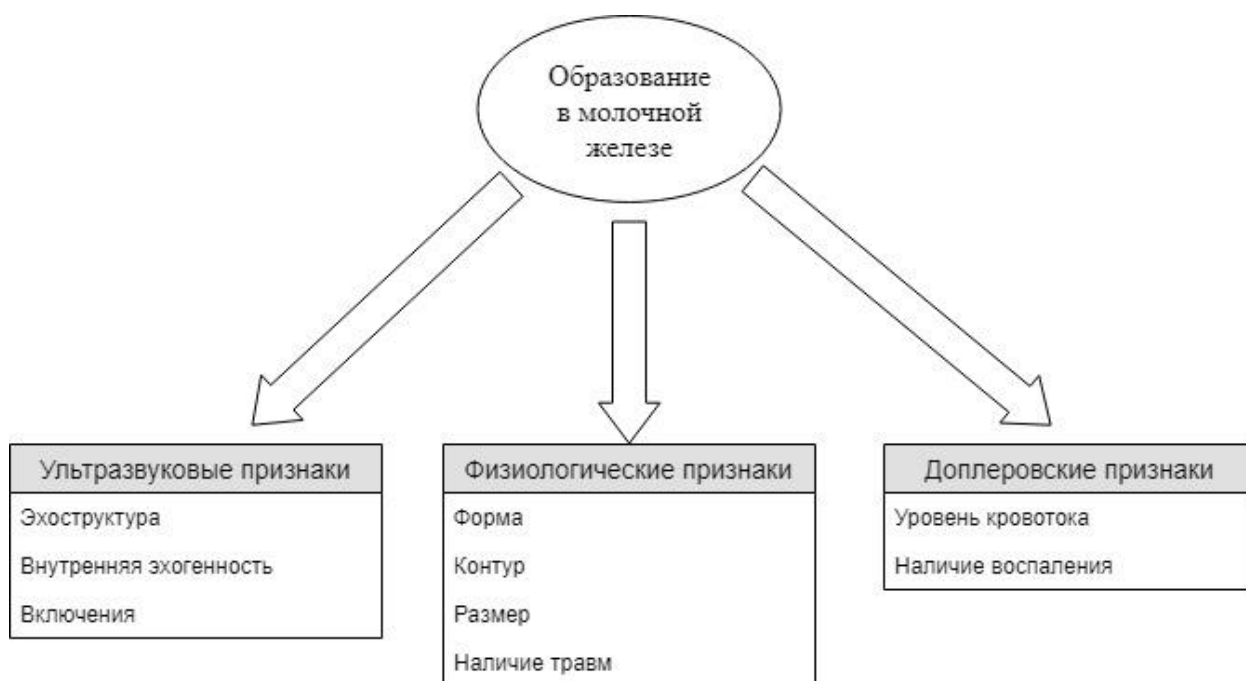 Образование
в молочной
железе
Ультразвуковые признаки
Эхоструктура
Внутренняя эхогенность
Включения
Физиологические признаки
Форма
Контур
Размер
Наличие травм
Доплеровские признаки
Уровень кровотока
Наличие воспаления